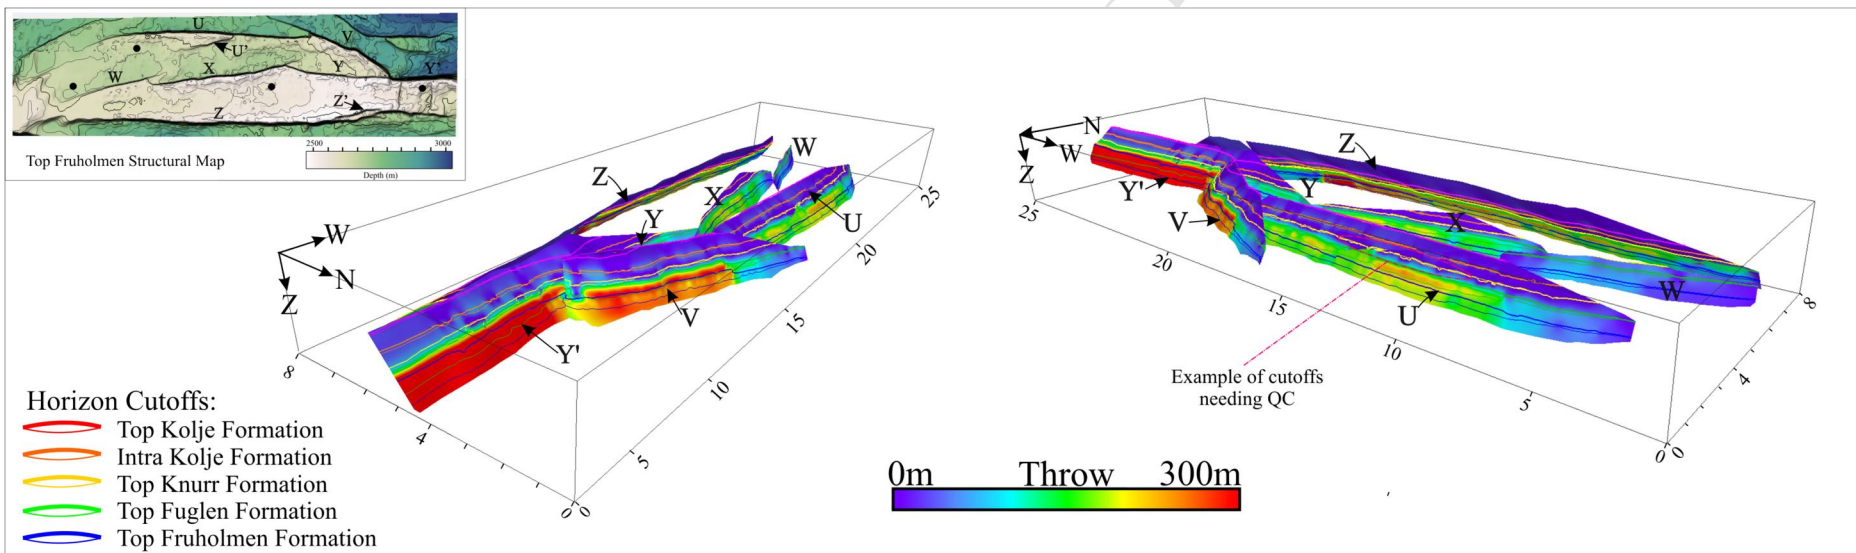 U
V
U'
W
X
Y
Y'
Z'
Z
Top Fruholmen Structural Map
2500
3000
Depth (m)
W
N
Z
Z
W
X
Y
U
V
Y'
25
20
15
10
5
0
0
4
8
N
W
Z
Z
Y'
Y
V
X
W
U
25
20
15
10
5
0
0
4
8
Example of cutoffs
needing QC
Horizon Cutoffs:
Top Kolje Formation
Intra Kolje Formation
Top Knurr Formation
Top Fuglen Formation
Top Fruholmen Formation
0m Throw 300m